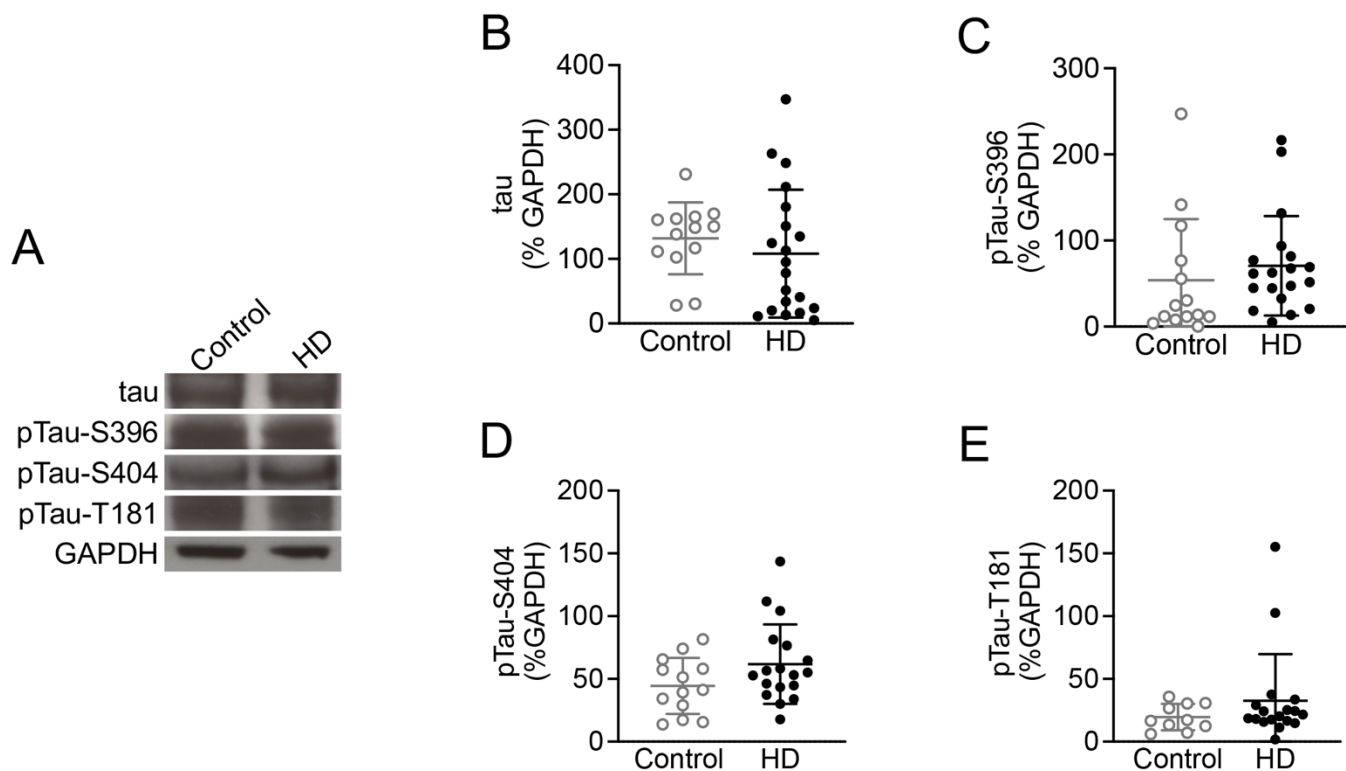 A
Control HD
tau
pTau-S396
pTau-S404
pTau-T181
GAPDH
B
tau
(% GAPDH)
400
300
200
100
0
Control HD
C
pTau-S396
(% GAPDH)
300
200
100
0
Control HD
D
pTau-S404
(%GAPDH)
200
150
100
50
0
Control HD
E
pTau-T181
(%GAPDH)
200
150
100
50
0
Control HD